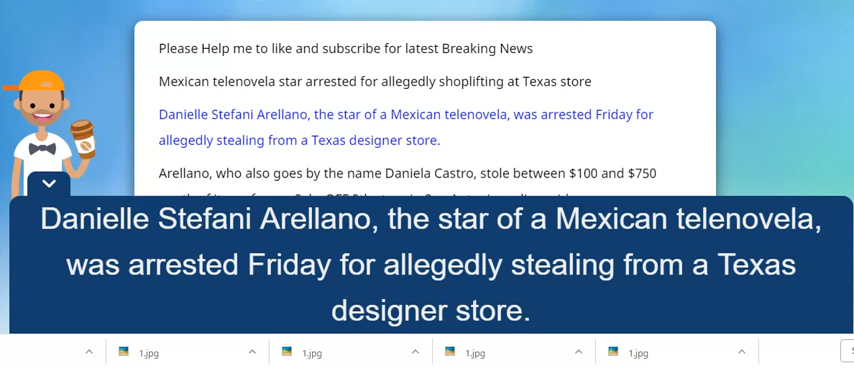 Please Help me to like and subscribe for latest Breaking News
Mexican telenovela star arrested for allegedly shoplifting at Texas store
Danielle Stefani Arellano, the star of a Mexican telenovela, was arrested Friday for
allegedly stealing from a Texas designer store.
Arellano, who also goes by the name Daniela Castro, stole between $100 and $750
Danielle Stefani Arellano, the star of a Mexican telenovela,
was arrested Friday for allegedly stealing from a Texas
designer store.
1.jpg 1.jpg 1.jpg 1.jpg